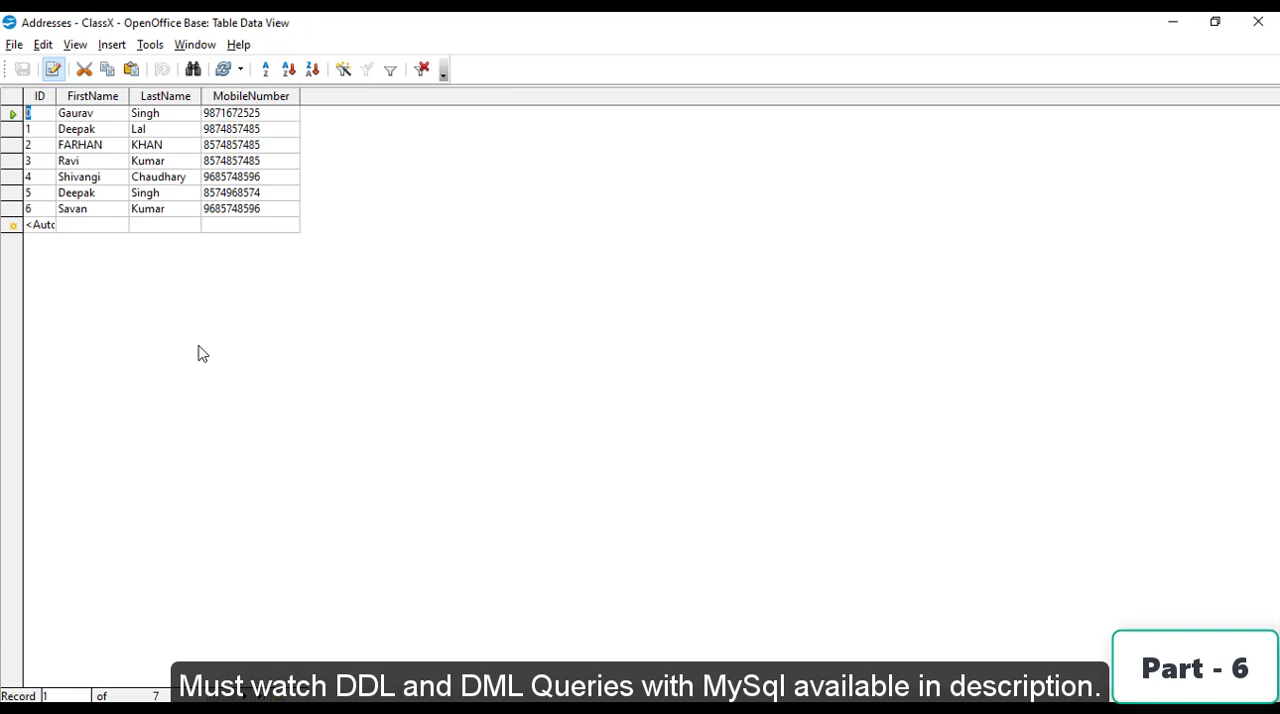 Addresses - ClassX - OpenOffice Base: Table Data View
File Edit View Insert Tools Window Help
ID FirstName LastName MobileNumber
0 Gaurav Singh 9871672525
1 Deepak Lal 9874857485
2 FARHAN KHAN 8574857485
3 Ravi Kumar 8574857485
4 Shivangi Chaudhary 9685748596
5 Deepak Singh 8574968574
6 Savan Kumar 9685748596
<Auto
Part - 6
Must watch DDL and DML Queries with MySql available in description.
Record 1 of 7